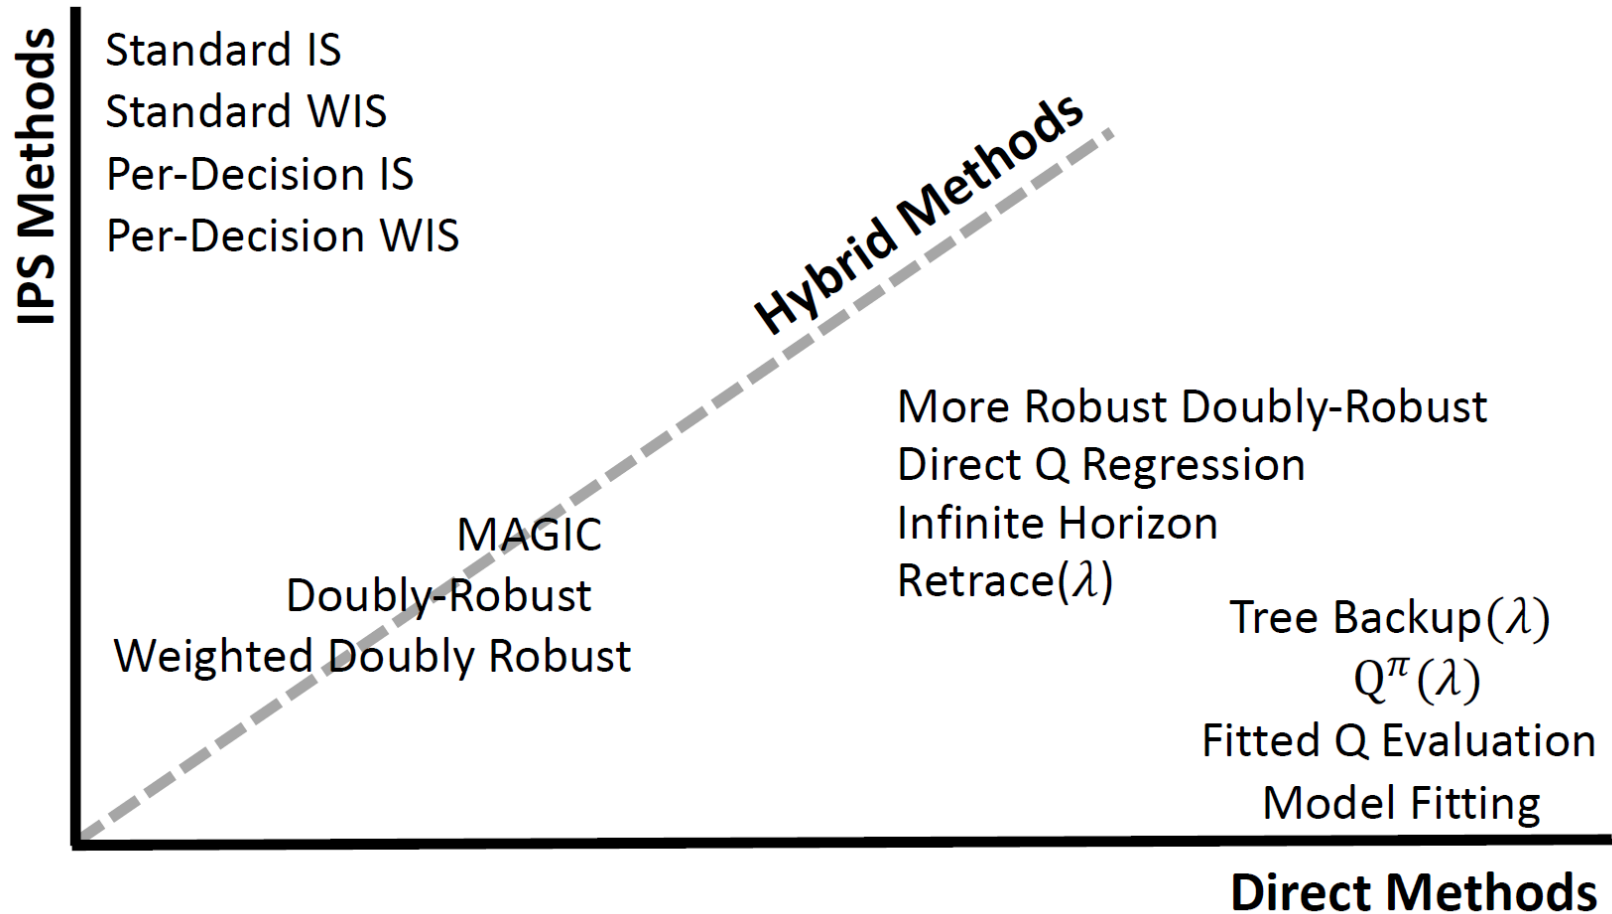 IPS Methods
Standard IS
Standard WIS
Per-Decision IS
Per-Decision WIS
Hybrid Methods
More Robust Doubly-Robust
Direct Q Regression
Infinite Horizon
Retrace(λ)
MAGIC
Doubly-Robust
Weighted Doubly Robust
Tree Backup(λ)
Q^π(λ)
Fitted Q Evaluation
Model Fitting
Direct Methods